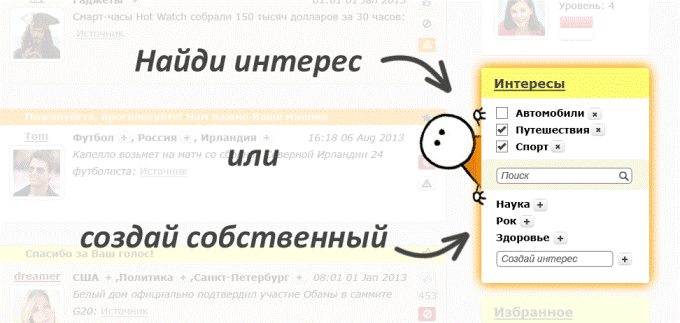 Гаджеты + 01:01 01 Jan 2013
Смарт-часы Hot Watch собрали 150 тысяч долларов за 30 часов:
Источник
Уровень: 4
Найди интерес
или
создай собственный
Пожалуйста, проголосуйте! Нам важно Ваше мнение
Tom
Футбол + , Россия + , Ирландия + 16:18 06 Aug 2013
Капелло возьмет на матч со сборной Северной Ирландии 24
футболиста: Источник
Спасибо за Ваш голос!
dreamer
США + ,Политика + ,Санкт-Петербург + 08:01 01 Jan 2013
Белый дом официально подтвердил участие Обамы в саммите
G20: Источник
453
Интересы
Автомобили ×
Путешествия ×
Спорт ×
Поиск
Наука +
Рок +
Здоровье +
Создай интерес +
Избранное